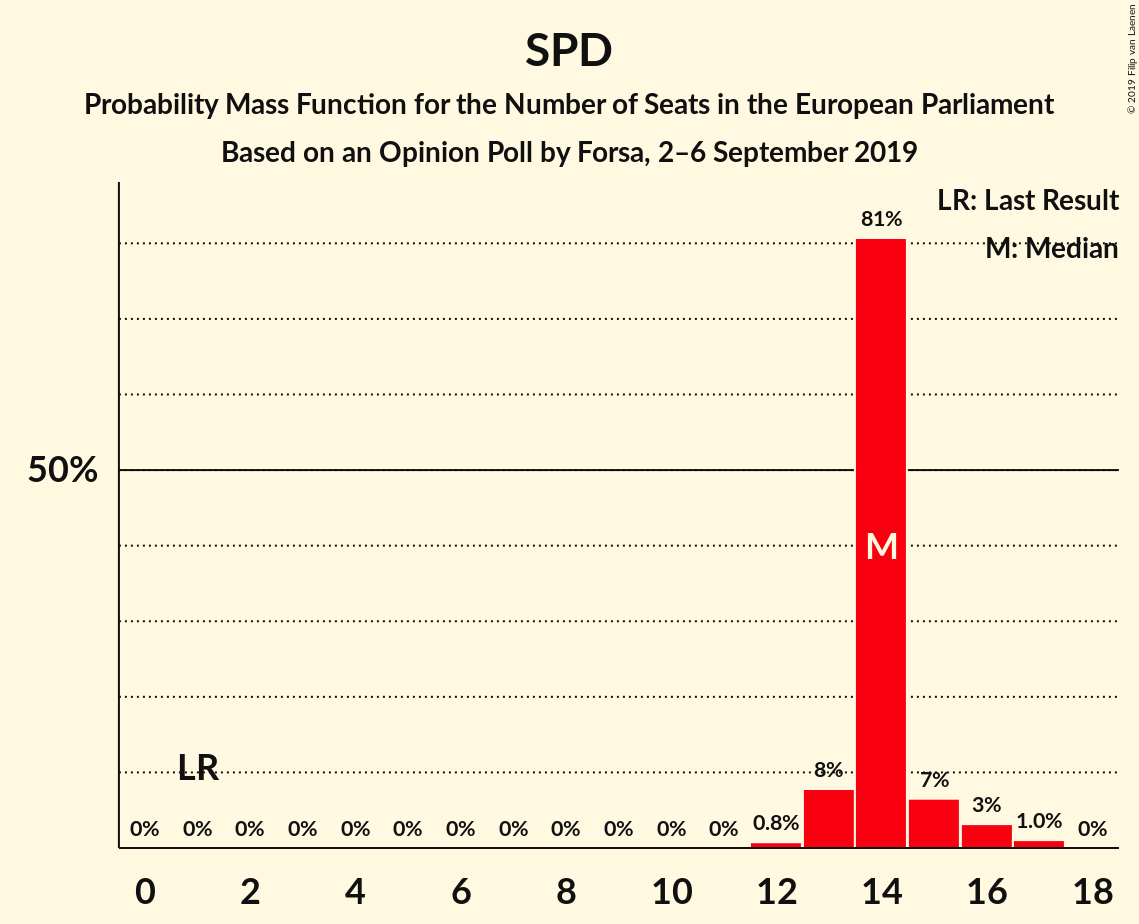 SPD
Probability Mass Function for the Number of Seats in the European Parliament
Based on an Opinion Poll by Forsa, 2–6 September 2019
© 2019 Filip van Laenen
LR: Last Result
M: Median
81%
50%
M
LR
0% 0% 0% 0% 0% 0% 0% 0% 0% 0% 0% 0% 0.8% 8% 7% 3% 1.0% 0%
0 2 4 6 8 10 12 14 16 18